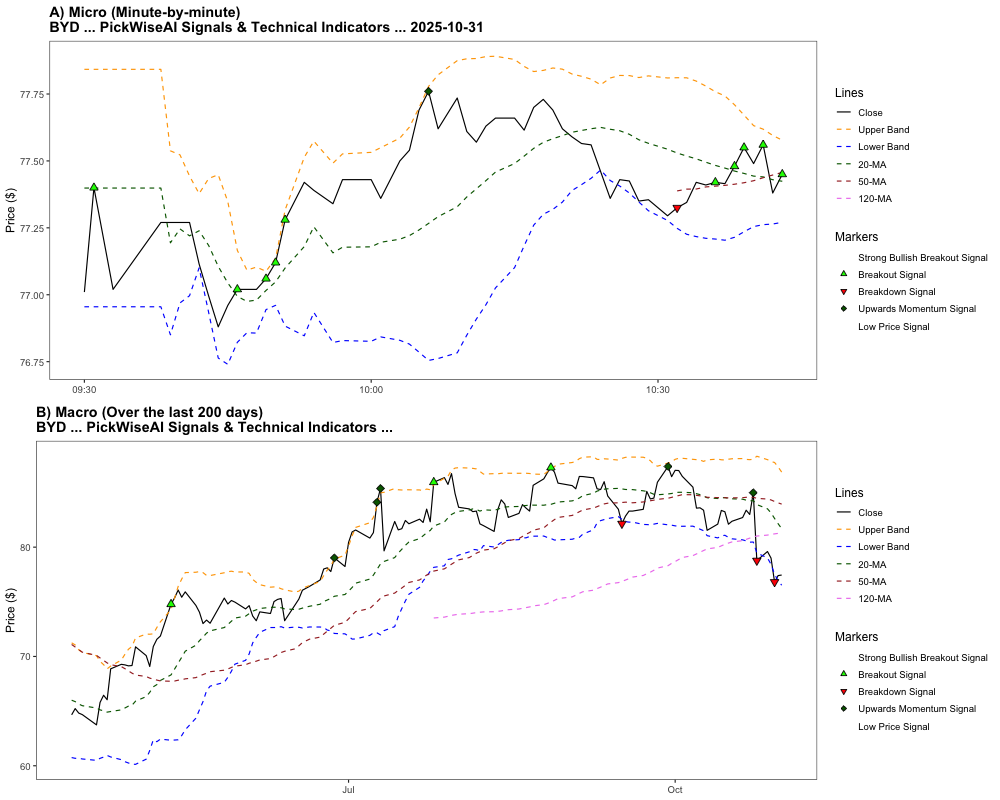 A) Micro (Minute-by-minute)
BYD ... PickWiseAI Signals & Technical Indicators ... 2025-10-31
Price ($)
77.75
77.50
77.25
77.00
76.75
09:30
10:00
10:30
Lines
Close
Upper Band
Lower Band
20-MA
50-MA
120-MA
Markers
Strong Bullish Breakout Signal
Breakout Signal
Breakdown Signal
Upwards Momentum Signal
Low Price Signal
B) Macro (Over the last 200 days)
BYD ... PickWiseAI Signals & Technical Indicators ...
Price ($)
80
70
60
Jul
Oct
Lines
Close
Upper Band
Lower Band
20-MA
50-MA
120-MA
Markers
Strong Bullish Breakout Signal
Breakout Signal
Breakdown Signal
Upwards Momentum Signal
Low Price Signal